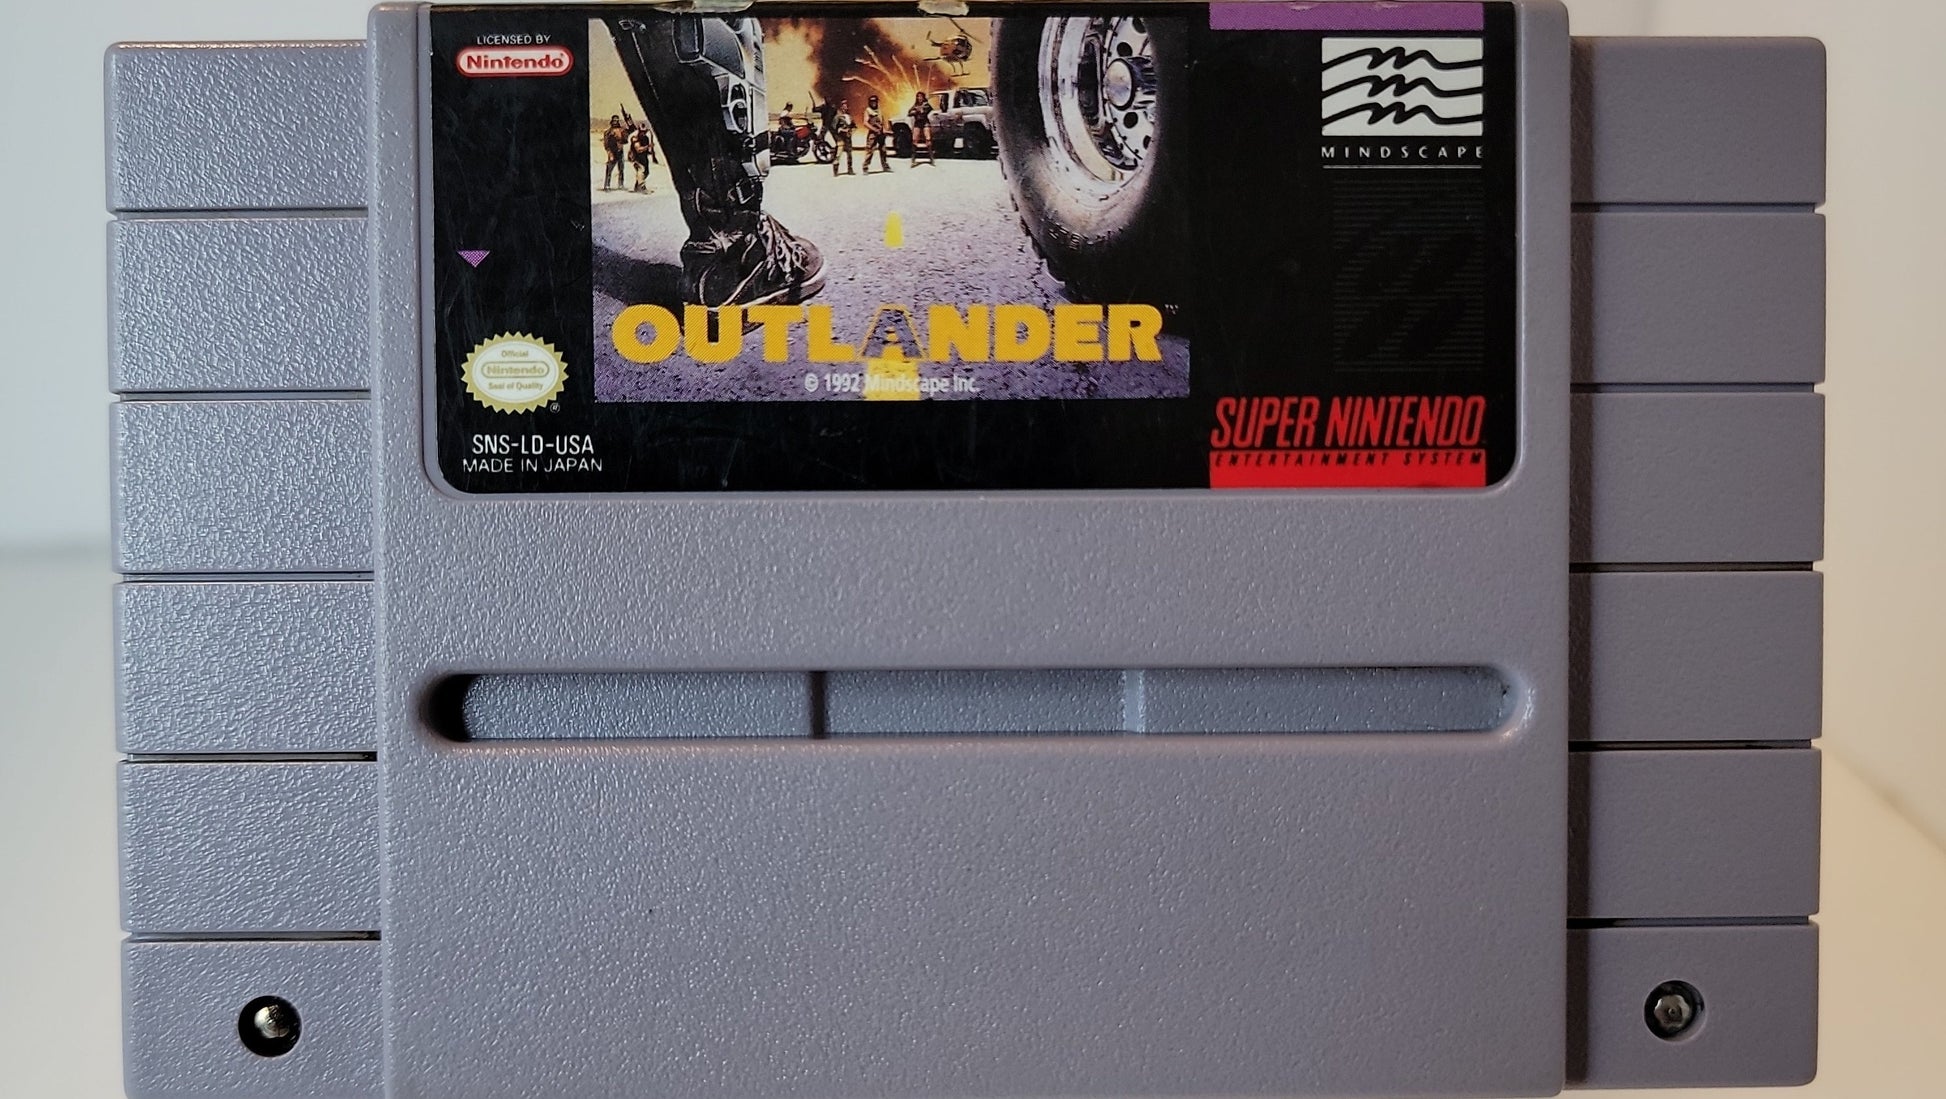 LICENSED BY
Nintendo®
MINDSCAPE
OUTLANDER™
© 1992 Mindscape Inc.
Official
Nintendo
Seal of Quality
®
SNS-LD-USA
MADE IN JAPAN
SUPER NINTENDO
ENTERTAINMENT SYSTEM